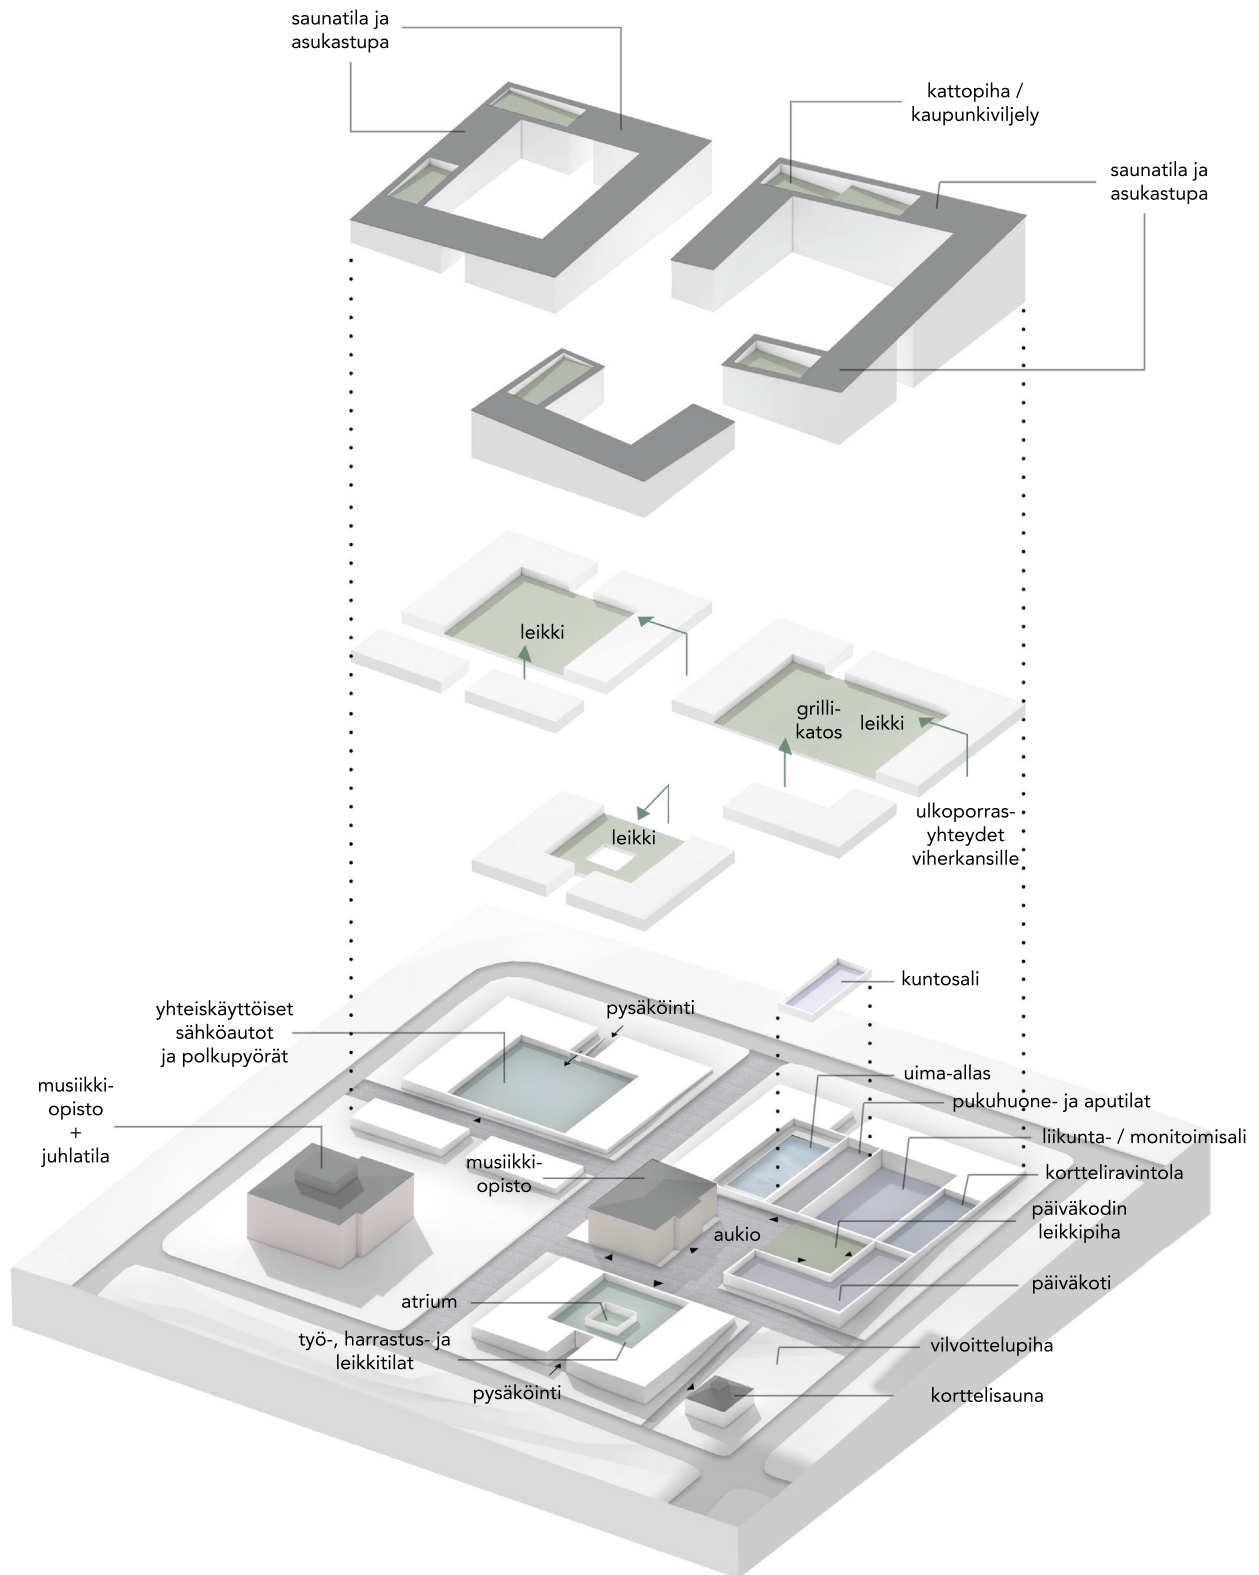 saunatila ja
asukastupa
kattopiha /
kaupunkiviljely
saunatila ja
asukastupa
leikki
grilli-
katos
leikki
leikki
ulkoporras-
yhteydet
viherkansille
kuntosali
yhteiskäyttöiset
sähköautot
ja polkupyörät
pysäköinti
musiikki-
opisto
+
juhlatila
uima-allas
pukuhuone- ja aputilat
liikunta- / monitoimisali
kortteliravintola
musiikki-
opisto
päiväkodin
leikkipiha
aukio
päiväkoti
atrium
työ-, harrastus- ja
leikkitilat
pysäköinti
vilvoittelupiha
korttelisauna